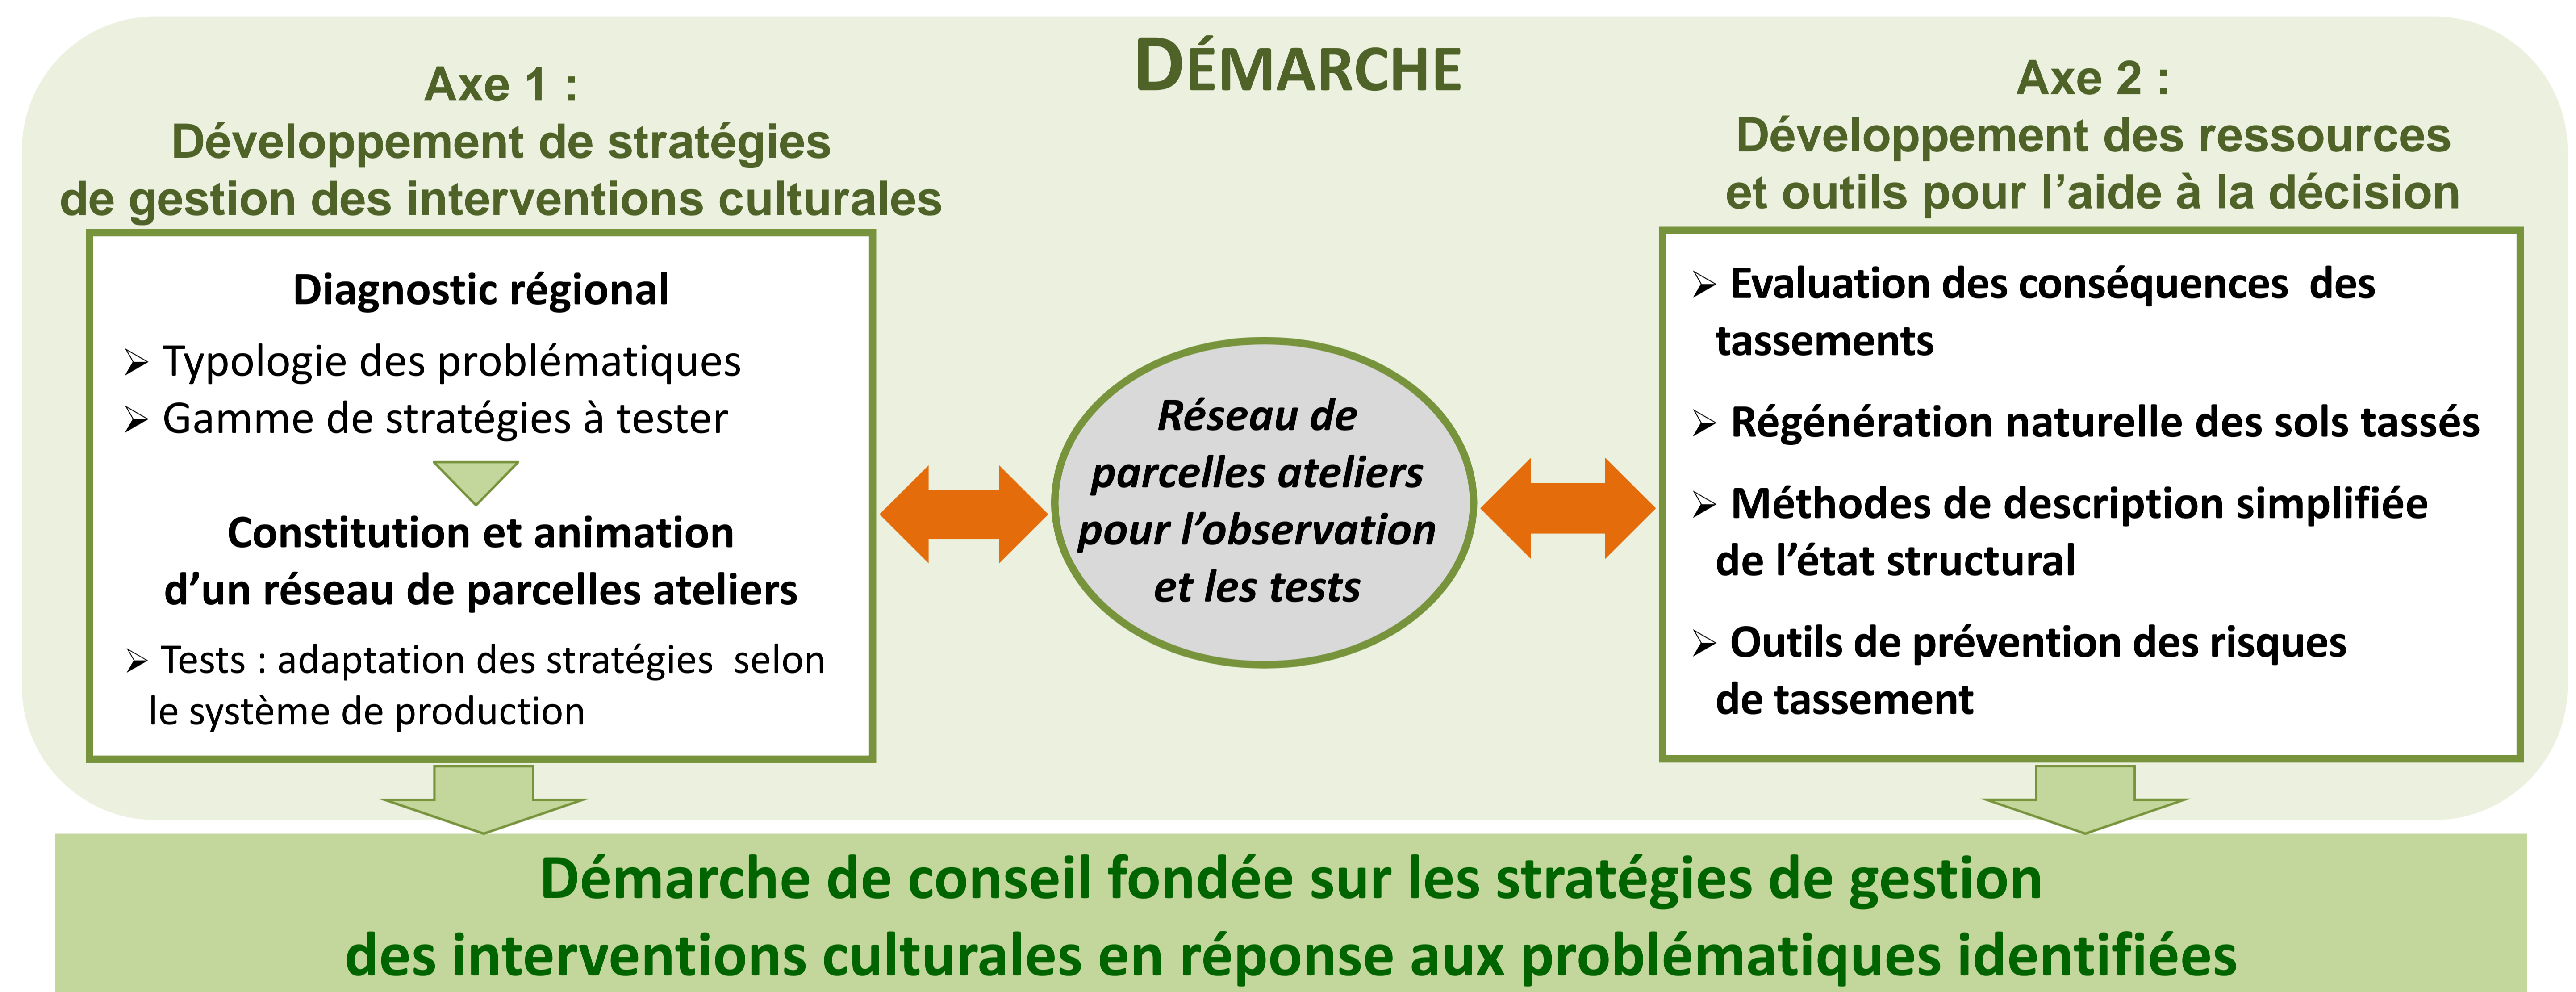 DÉMARCHE
Axe 1 :
Développement de stratégies
de gestion des interventions culturales
Diagnostic régional
➢ Typologie des problématiques
➢ Gamme de stratégies à tester
Constitution et animation
d’un réseau de parcelles ateliers
➢ Tests : adaptation des stratégies  selon
le système de production
Réseau de
parcelles ateliers
pour l’observation
et les tests
Axe 2 :
Développement des ressources
et outils pour l’aide à la décision
➢ Evaluation des conséquences  des
tassements
➢ Régénération naturelle des sols tassés
➢ Méthodes de description simplifiée
de l’état structural
➢ Outils de prévention des risques
de tassement
Démarche de conseil fondée sur les stratégies de gestion
des interventions culturales en réponse aux problématiques identifiées